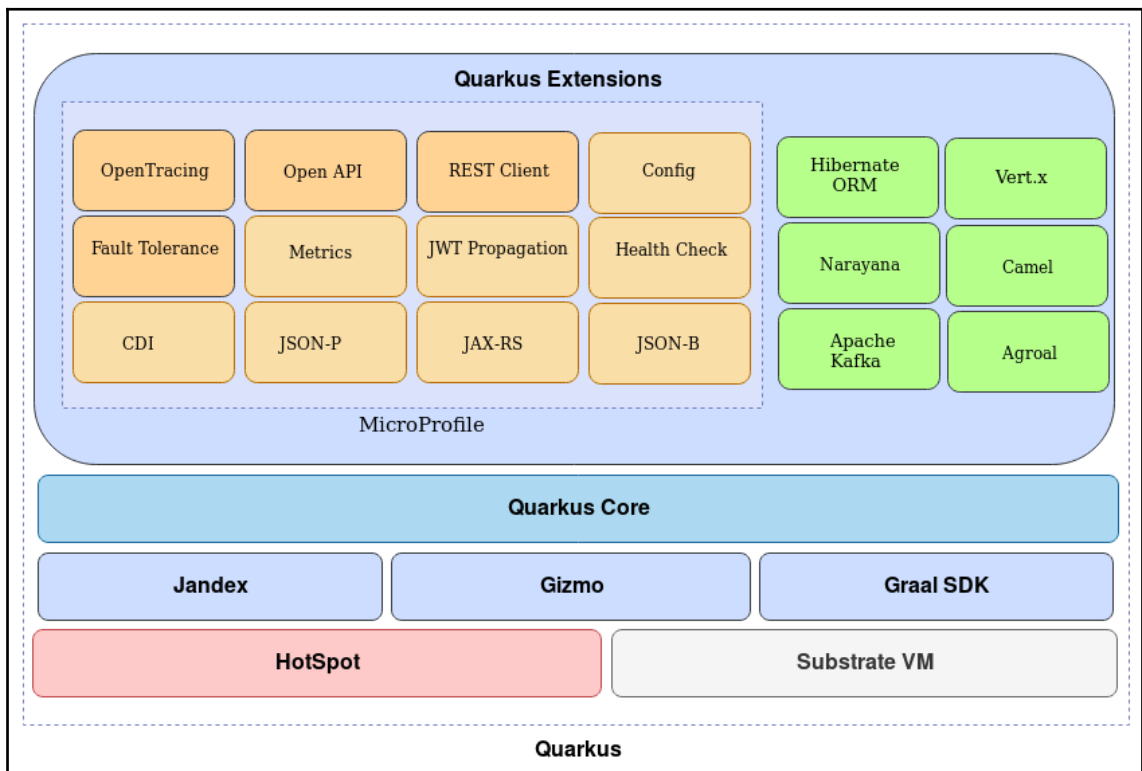 Quarkus Extensions
OpenTracing
Open API
REST Client
Config
Hibernate
ORM
Vert.x
Fault Tolerance
Metrics
JWT Propagation
Health Check
Narayana
Camel
CDI
JSON-P
JAX-RS
JSON-B
Apache
Kafka
Agroal
MicroProfile
Quarkus Core
Jandex
Gizmo
Graal SDK
HotSpot
Substrate VM
Quarkus